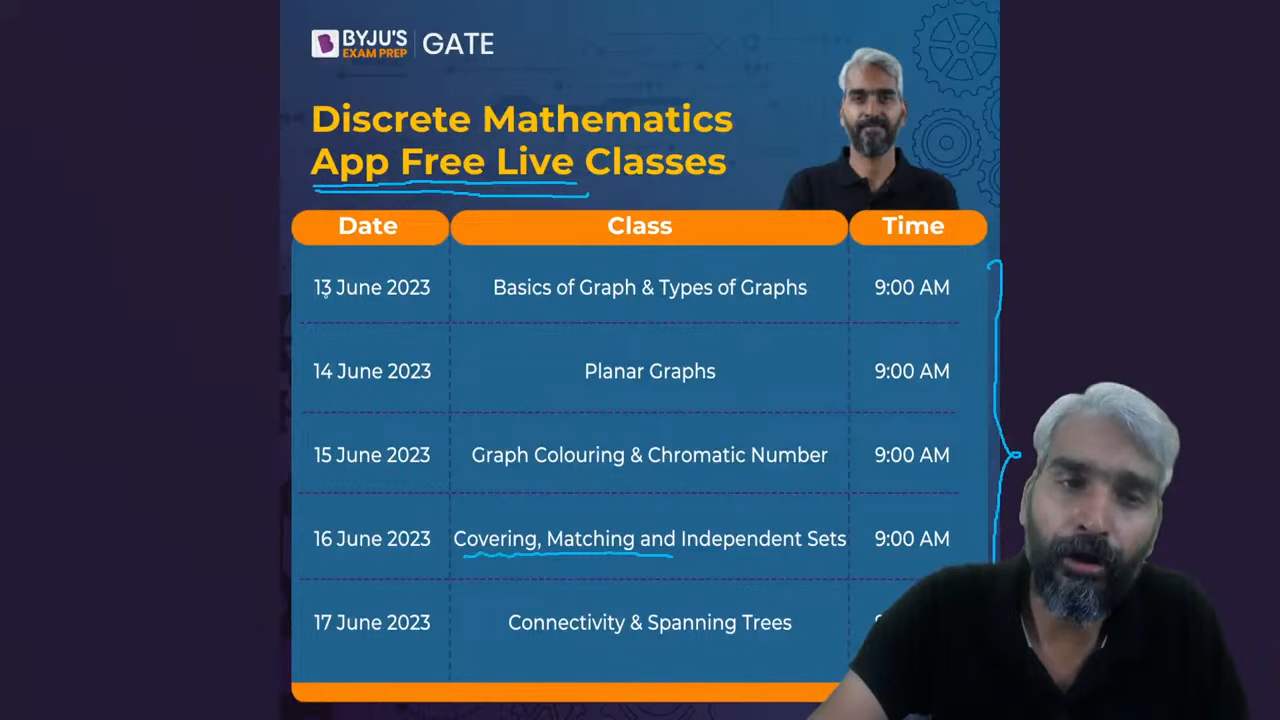 BYJU'S
EXAM PREP
GATE
Discrete Mathematics
App Free Live Classes
Date Class Time
13 June 2023 Basics of Graph & Types of Graphs 9:00 AM
14 June 2023 Planar Graphs 9:00 AM
15 June 2023 Graph Colouring & Chromatic Number 9:00 AM
16 June 2023 Covering, Matching and Independent Sets 9:00 AM
17 June 2023 Connectivity & Spanning Trees